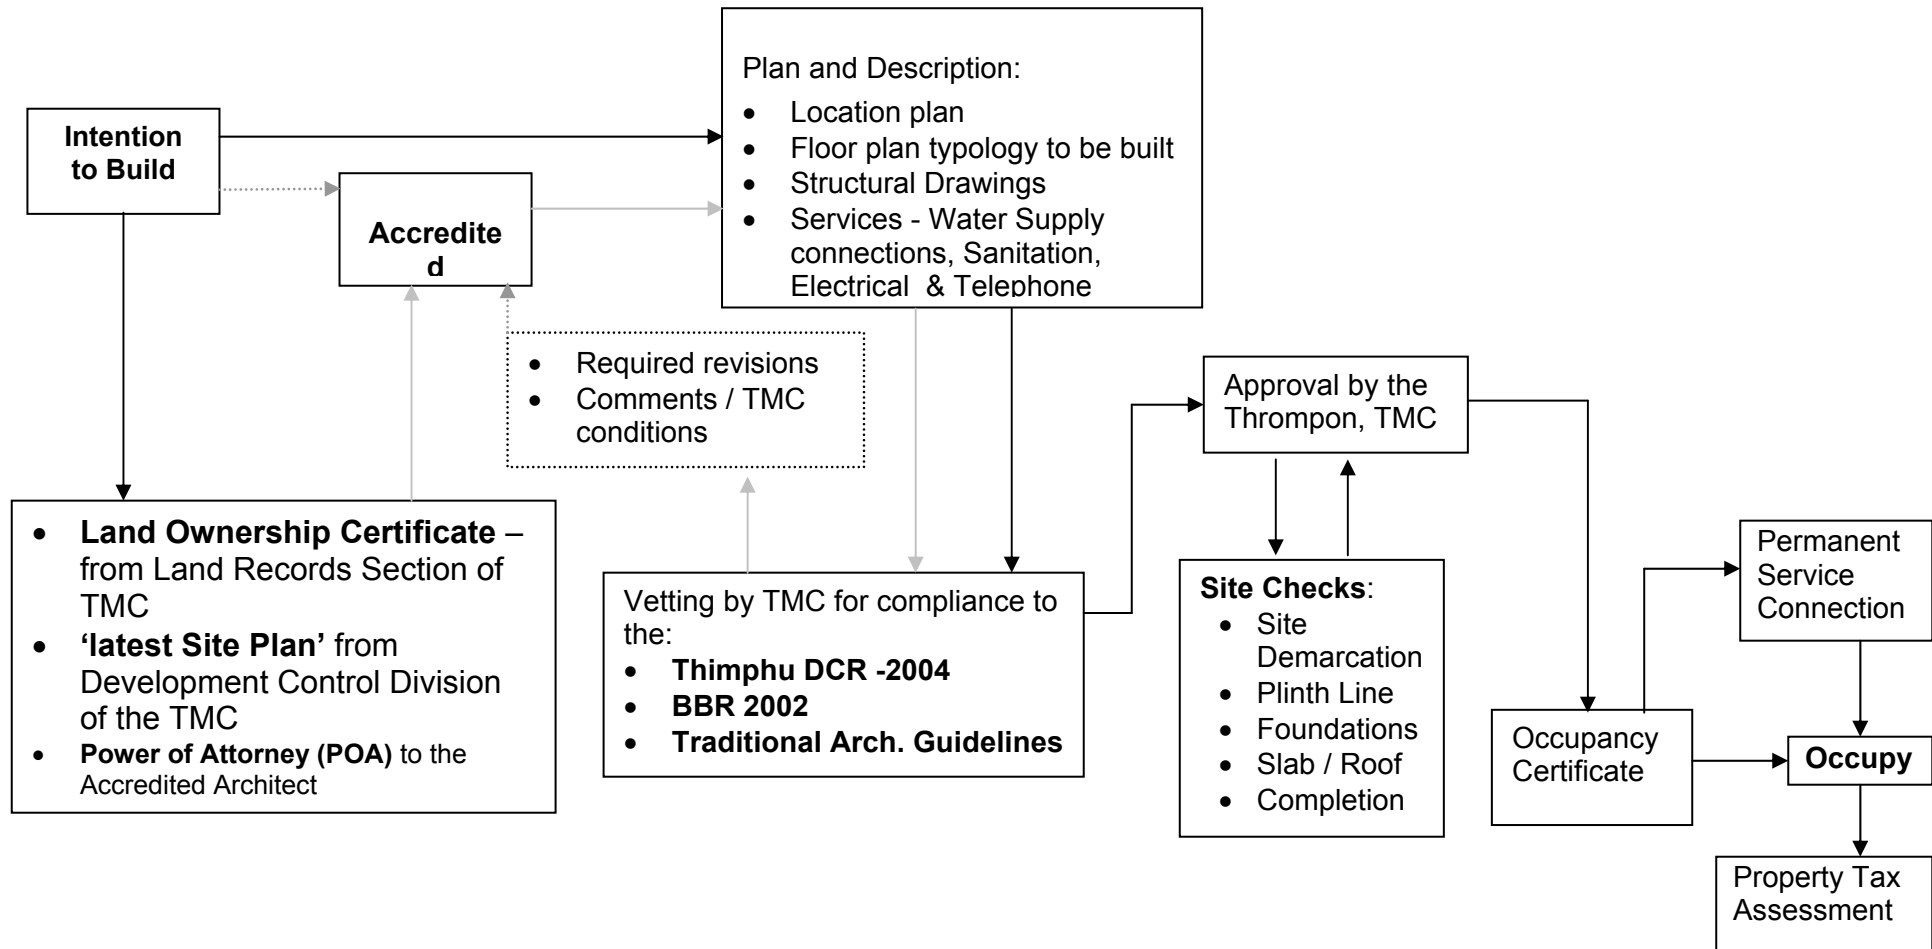 Intention
to Build
Accredite
d
Plan and Description:
• Location plan
• Floor plan typology to be built
• Structural Drawings
• Services - Water Supply
connections, Sanitation,
Electrical & Telephone
• Required revisions
• Comments / TMC
conditions
• Land Ownership Certificate –
from Land Records Section of
TMC
• ‘latest Site Plan’ from
Development Control Division
of the TMC
• Power of Attorney (POA) to the
Accredited Architect
Vetting by TMC for compliance to
the:
• Thimphu DCR -2004
• BBR 2002
• Traditional Arch. Guidelines
Approval by the
Thrompon, TMC
Site Checks:
• Site
Demarcation
• Plinth Line
• Foundations
• Slab / Roof
• Completion
Occupancy
Certificate
Permanent
Service
Connection
Occupy
Property Tax
Assessment